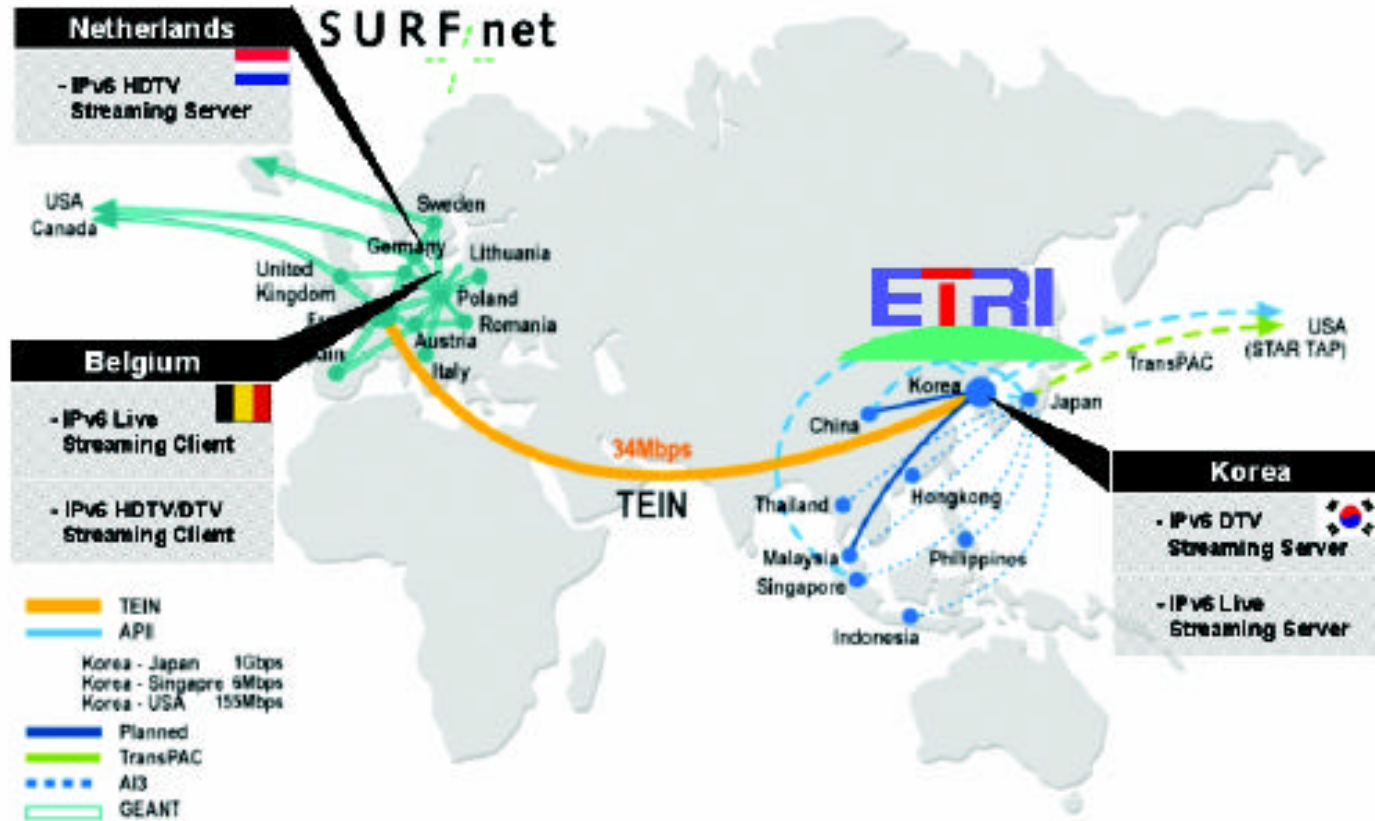 Netherlands
- IPv6 HDTV
Streaming Server
SURFnet
USA
Canada
Sweden
Germany
Lithuania
United
Kingdom
Poland
Romania
Austria
Italy
Belgium
- IPv6 Live
Streaming Client
- IPv6 HDTV/DTV
Streaming Client
34Mbps
TEIN
ETRI
Korea
China
Japan
TransPAC
USA
(STAR TAP)
Thailand
Hongkong
Malaysia
Singapore
Philippines
Indonesia
Korea
- IPv6 DTV
Streaming Server
- IPv6 Live
Streaming Server
TEIN
APII
Korea - Japan 1Gbps
Korea - Singapre 6Mbps
Korea - USA 155Mbps
Planned
TransPAC
AI3
GEANT